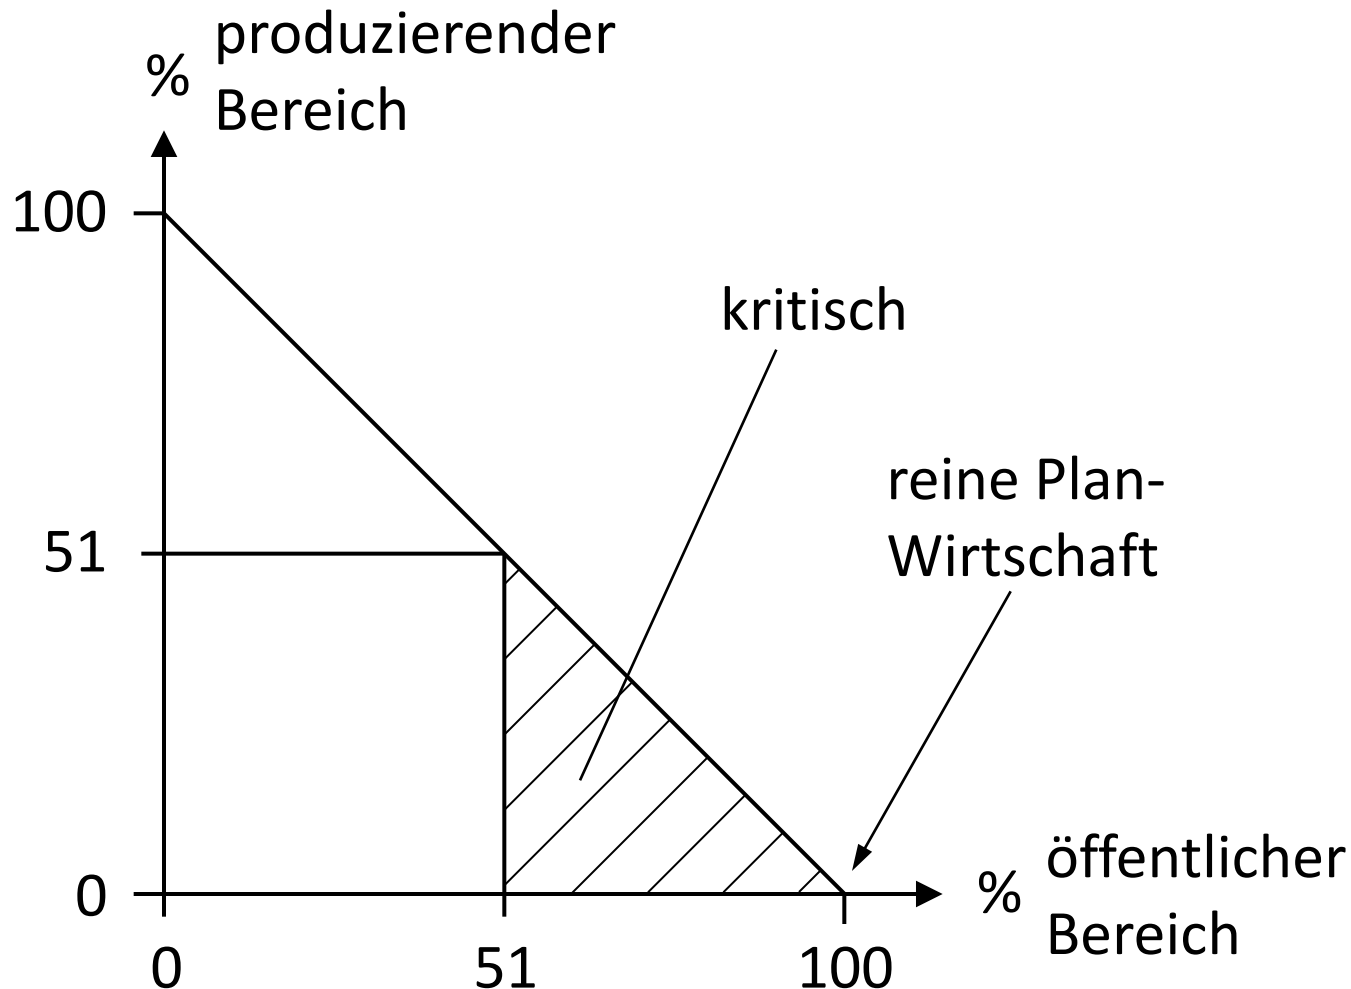 produzierender
%
Bereich
100
kritisch
reine Plan-
Wirtschaft
51
0
% öffentlicher
Bereich
0 51 100